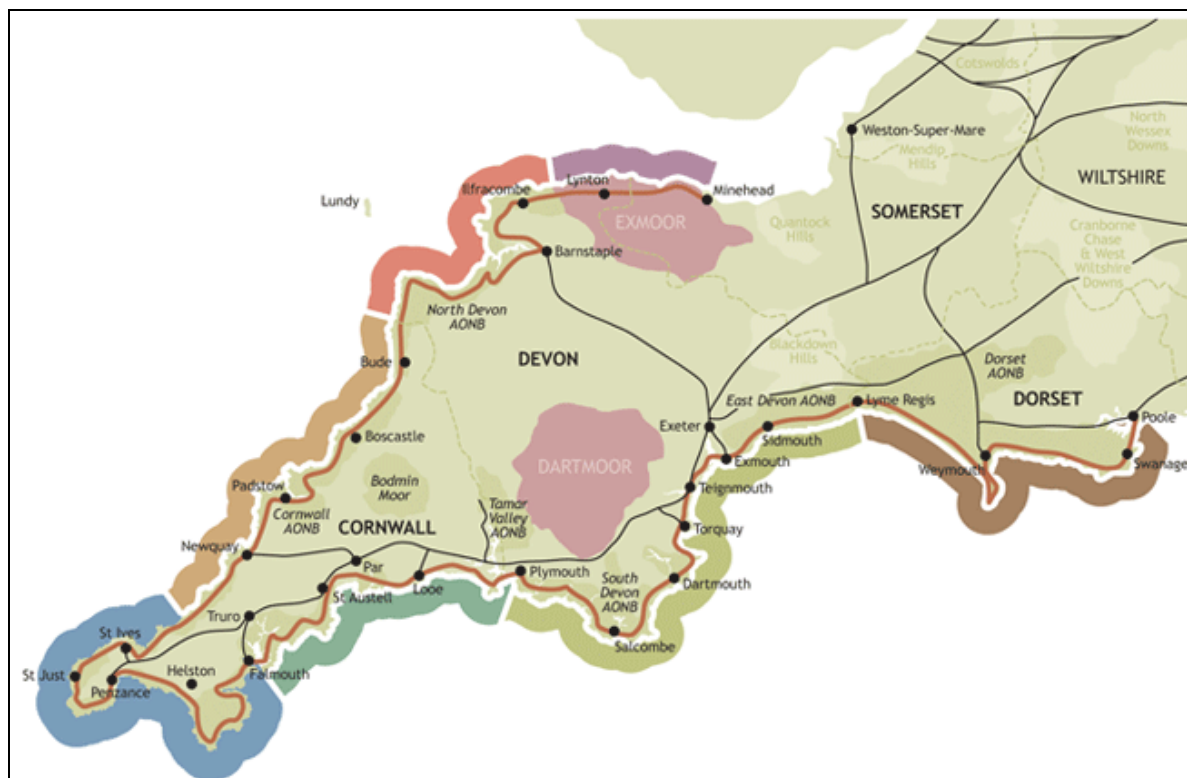 Cotswolds
Weston-Super-Mare
Mendip
Hills
North
Wessex
Downs
WILTSHIRE
Lynton
Ilfracombe
Minehead
Lundy
EXMOOR
Quantock
Hills
SOMERSET
Cranborne
Chase
& West
Wiltshire
Downs
Barnstaple
North Devon
AONB
Bude
DEVON
Blackdown
Hills
Dorset
AONB
DORSET
East Devon AONB
Lyme Regis
Poole
Exeter
Sidmouth
Boscastle
Exmouth
Weymouth
Swanage
DARTMOOR
Teignmouth
Padstow
Bodmin
Moor
Cornwall
AONB
Tamar
Valley
AONB
CORNWALL
Torquay
Newquay
Par
Plymouth
South
Devon
AONB
Dartmouth
St Austell
Looe
Truro
Salcombe
St Ives
St Just
Penzance
Helston
Falmouth